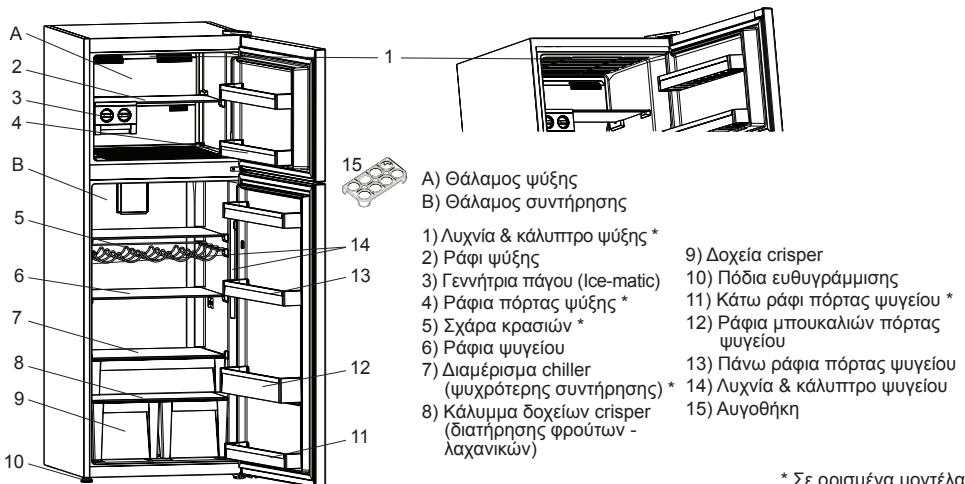 A
2
3
4
B
5
6
7
8
9
10
1
15
14
13
12
11
A) Θάλαμος ψύξης
B) Θάλαμος συντήρησης
1) Λυχνία & κάλυπτρο ψύξης *
2) Ράφι ψύξης
3) Γεννήτρια πάγου (Ice-matic)
4) Ράφια πόρτας ψύξης *
5) Σχάρα κρασιών *
6) Ράφια ψυγείου
7) Διαμέρισμα chiller
(ψυχρότερης συντήρησης) *
8) Κάλυμμα δοχείων crisper
(διατήρησης φρούτων -
λαχανικών)
9) Δοχεία crisper
10) Πόδια ευθυγράμμισης
11) Κάτω ράφι πόρτας ψυγείου *
12) Ράφια μπουκαλιών πόρτας
ψυγείου
13) Πάνω ράφια πόρτας ψυγείου
14) Λυχνία & κάλυπτρο ψυγείου
15) Αυγοθήκη
* Σε ορισμένα μοντέλα